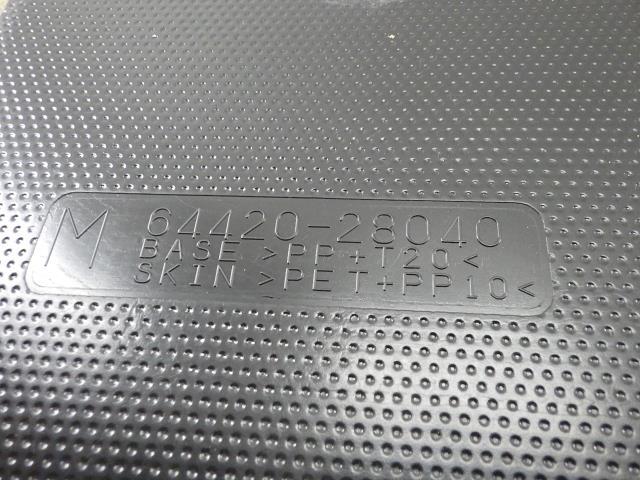 M 64420-28040
BASE >PP+T20<
SKIN >PET+PP10<